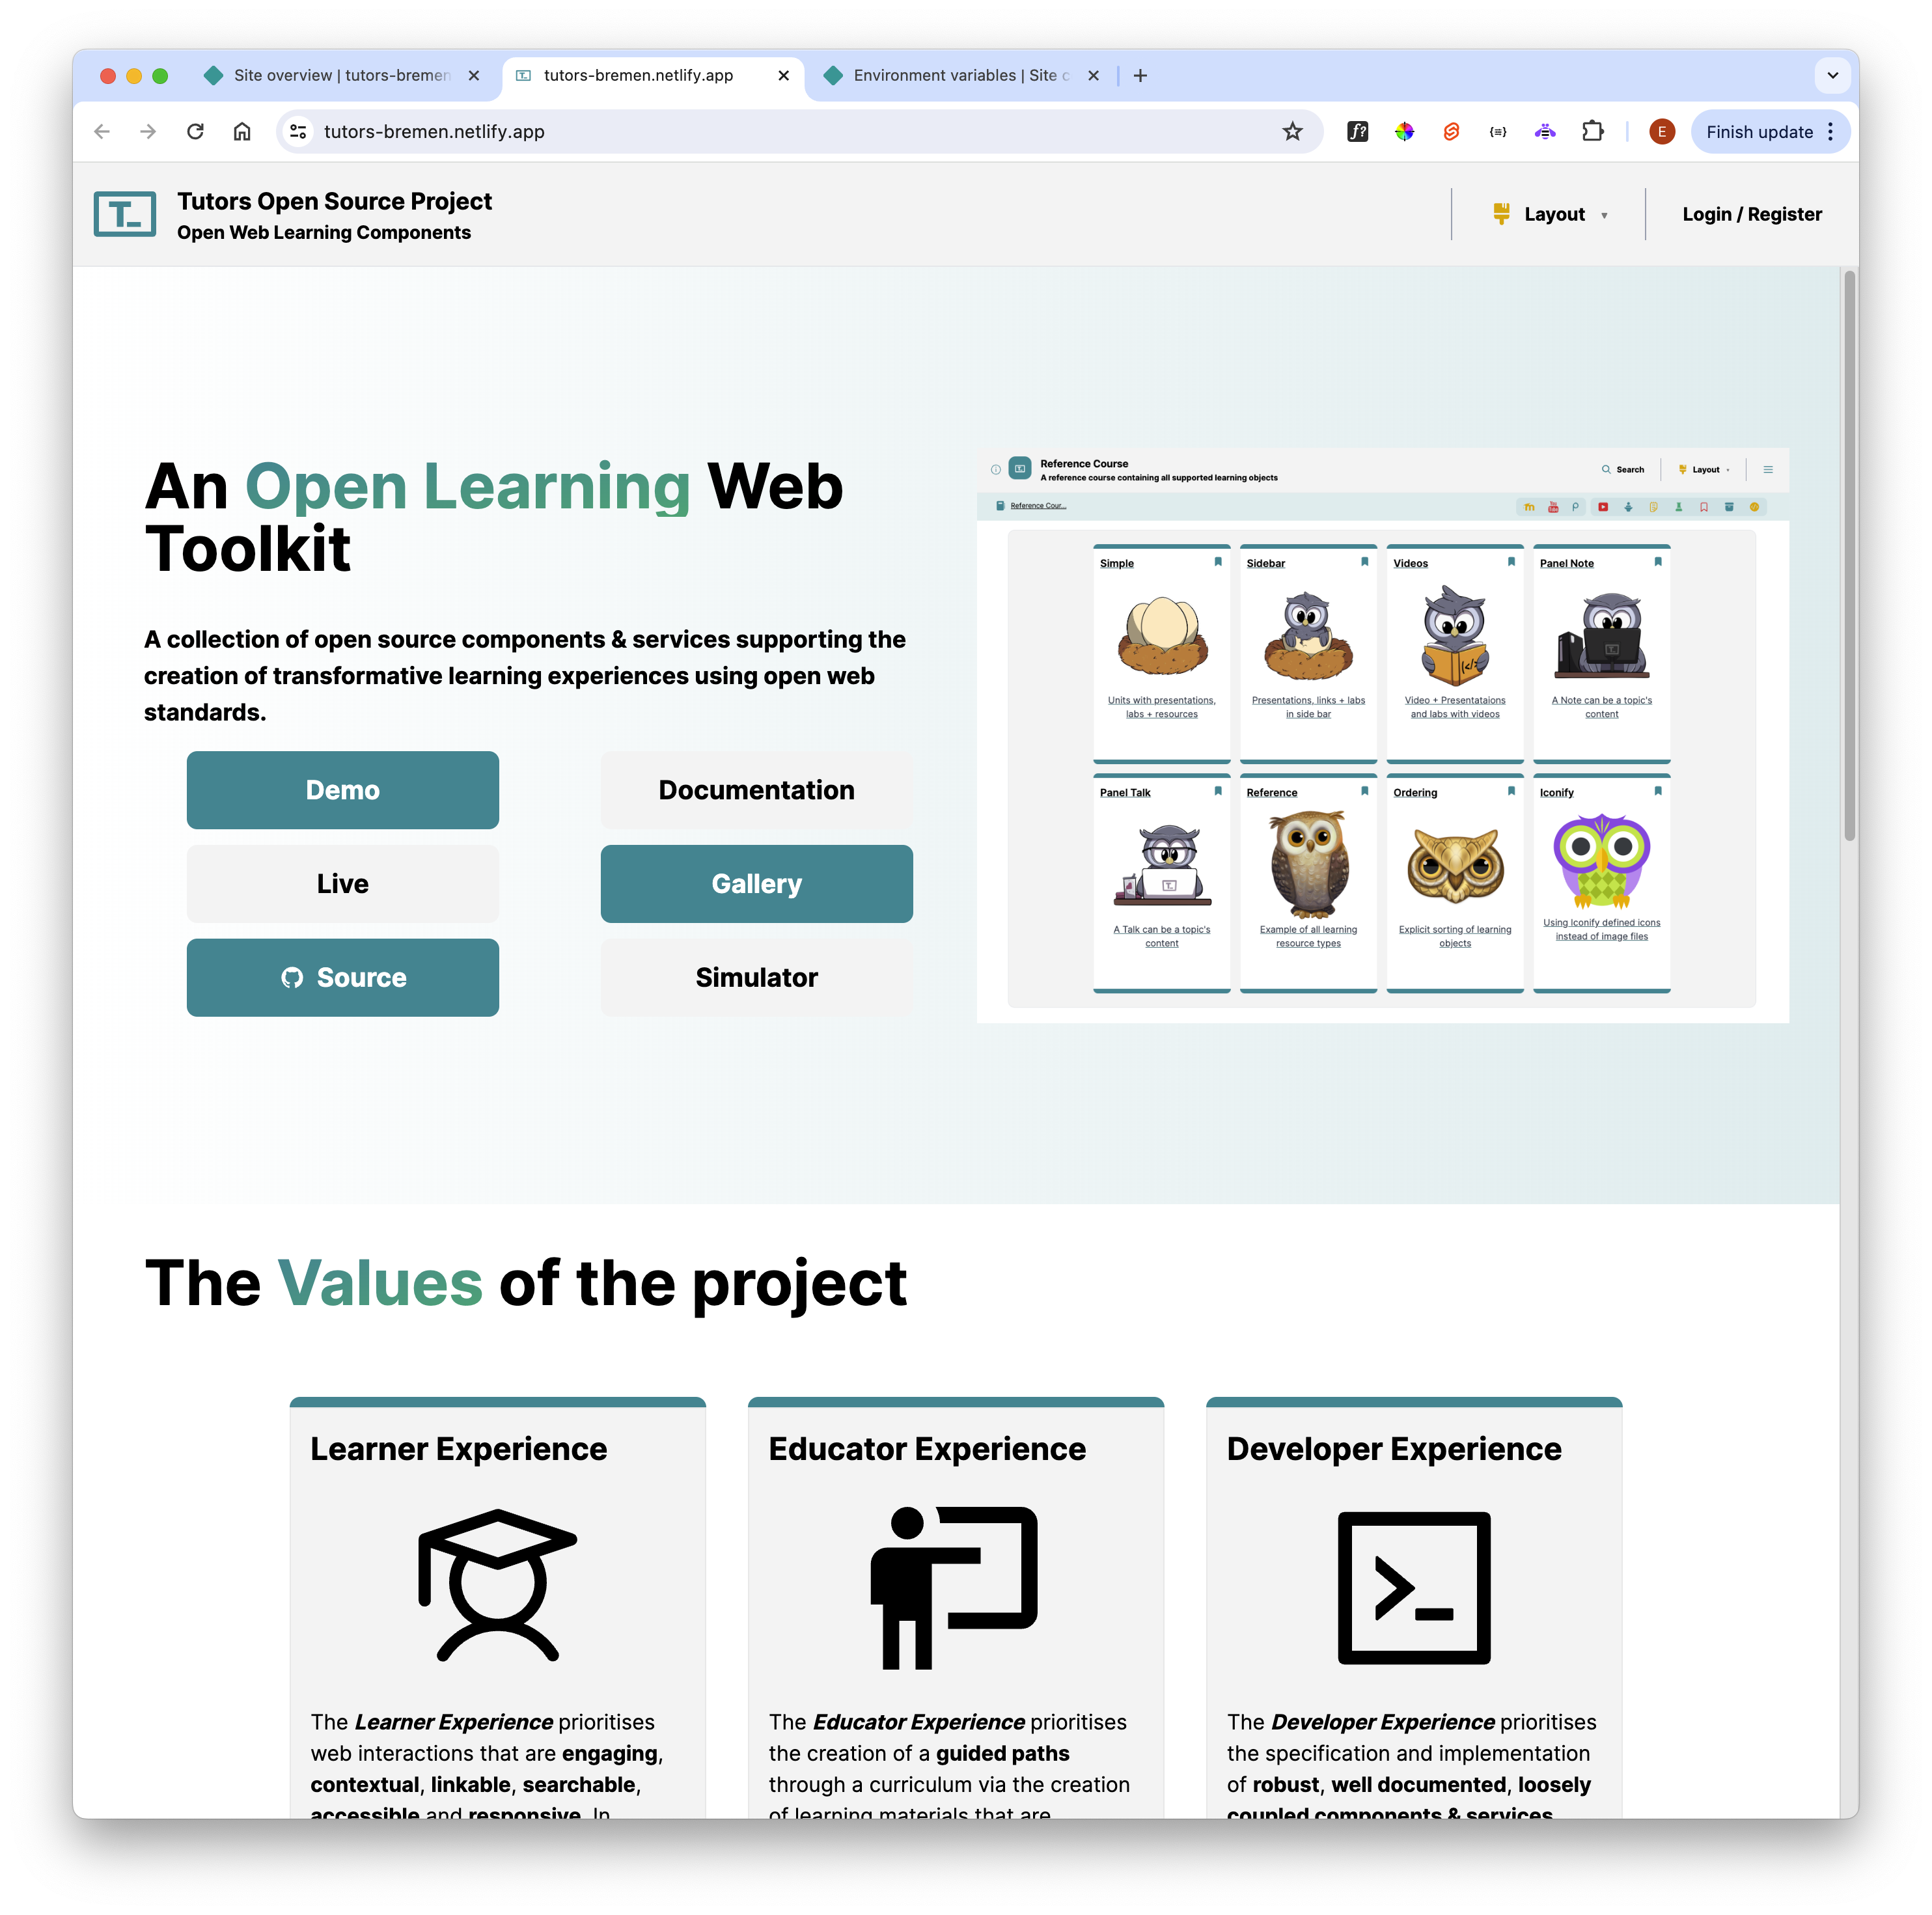 Site overview | tutors-bremen
tutors-bremen.netlify.app
Environment variables | Site c
tutors-bremen.netlify.app
f?
{≡}
E
Finish update
T_
Tutors Open Source Project
Open Web Learning Components
Layout
Login / Register
An Open Learning Web
Toolkit
A collection of open source components & services supporting the
creation of transformative learning experiences using open web
standards.
Demo
Documentation
Live
Gallery
Source
Simulator
Reference Course
A reference course containing all supported learning objects
Search
Layout
Reference Cour...
Simple
Sidebar
Videos
Panel Note
Units with presentations,
labs + resources
Presentations, links + labs
in side bar
Video + Presentataions
and labs with videos
A Note can be a topic's
content
Panel Talk
Reference
Ordering
Iconify
A Talk can be a topic's
content
Example of all learning
resource types
Explicit sorting of learning
objects
Using Iconify defined icons
instead of image files
The Values of the project
Learner Experience
The Learner Experience prioritises
web interactions that are engaging,
contextual, linkable, searchable,
accessible and responsive. In
Educator Experience
The Educator Experience prioritises
the creation of a guided paths
through a curriculum via the creation
of learning materials that are
Developer Experience
>_
The Developer Experience prioritises
the specification and implementation
of robust, well documented, loosely
coupled components & services